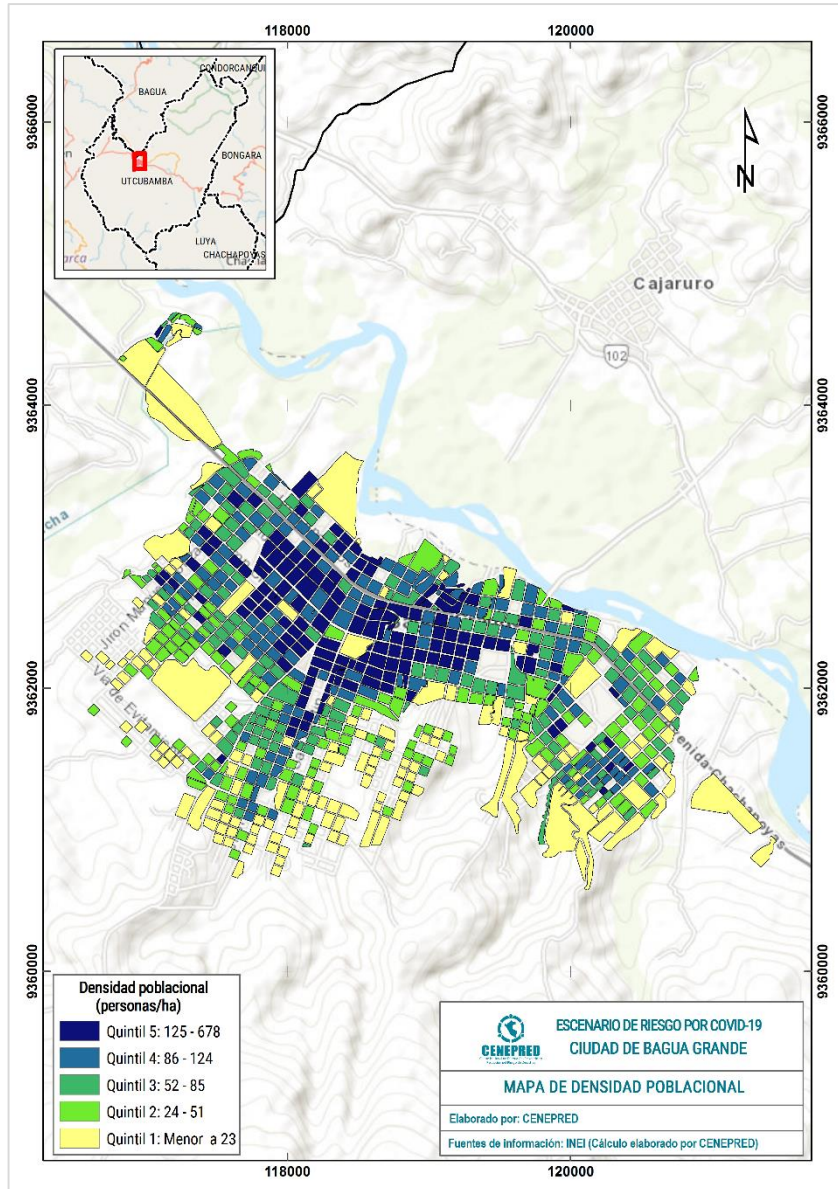 118000
120000
CONDORCANQUI
BAGUA
BONGARA
UTCUBAMBA
LUYA
CHACHAPOYAS
N
9366000
9366000
Cajaruro
102
9364000
9364000
9362000
9362000
Via de Evitami
Avenida-Chachapoyas
9360000
9360000
Densidad poblacional
(personas/ha)
Quintil 5: 125 - 678
Quintil 4: 86 - 124
Quintil 3: 52 - 85
Quintil 2: 24 - 51
Quintil 1: Menor a 23
CENEPRED
ESCENARIO DE RIESGO POR COVID-19
CIUDAD DE BAGUA GRANDE
MAPA DE DENSIDAD POBLACIONAL
Elaborado por: CENEPRED
Fuentes de información: INEI (Cálculo elaborado por CENEPRED)
118000
120000